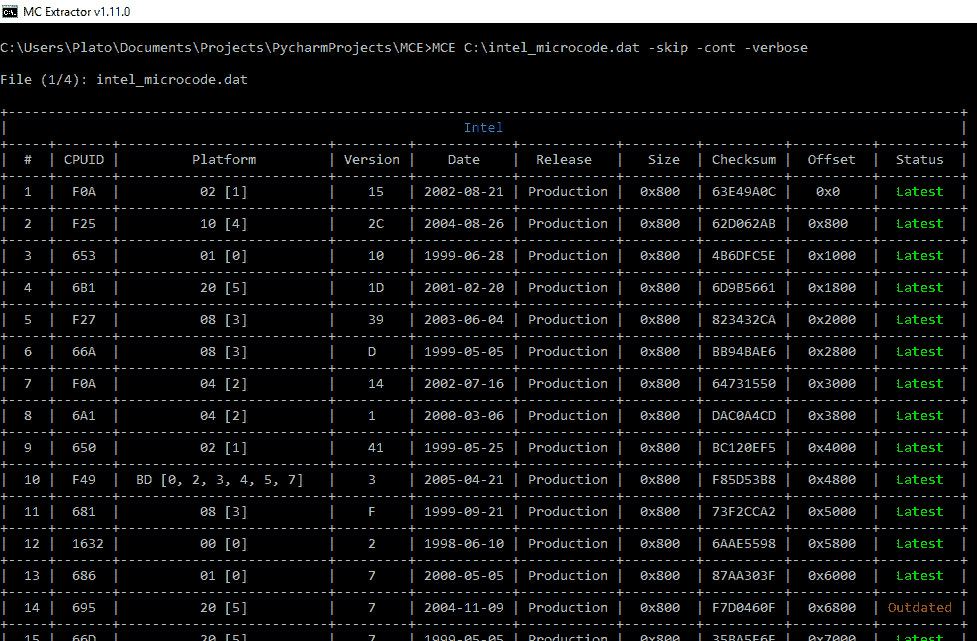 MC Extractor v1.11.0
C:\Users\Plato\Documents\Projects\PycharmProjects\MCE>MCE C:\intel_microcode.dat -skip -cont -verbose
File (1/4): intel_microcode.dat
Intel
# | CPUID | Platform | Version | Date | Release | Size | Checksum | Offset | Status
1 | F0A | 02 [1] | 15 | 2002-08-21 | Production | 0x800 | 63E49A0C | 0x0 | Latest
2 | F25 | 10 [4] | 2C | 2004-08-26 | Production | 0x800 | 62D062AB | 0x800 | Latest
3 | 653 | 01 [0] | 10 | 1999-06-28 | Production | 0x800 | 4B6DFC5E | 0x1000 | Latest
4 | 6B1 | 20 [5] | 1D | 2001-02-20 | Production | 0x800 | 6D9B5661 | 0x1800 | Latest
5 | F27 | 08 [3] | 39 | 2003-06-04 | Production | 0x800 | 823432CA | 0x2000 | Latest
6 | 66A | 08 [3] | D | 1999-05-05 | Production | 0x800 | BB94BAE6 | 0x2800 | Latest
7 | F0A | 04 [2] | 14 | 2002-07-16 | Production | 0x800 | 64731550 | 0x3000 | Latest
8 | 6A1 | 04 [2] | 1 | 2000-03-06 | Production | 0x800 | DAC0A4CD | 0x3800 | Latest
9 | 650 | 02 [1] | 41 | 1999-05-25 | Production | 0x800 | BC120EF5 | 0x4000 | Latest
10 | F49 | BD [0, 2, 3, 4, 5, 7] | 3 | 2005-04-21 | Production | 0x800 | F85D53B8 | 0x4800 | Latest
11 | 681 | 08 [3] | F | 1999-09-21 | Production | 0x800 | 73F2CCA2 | 0x5000 | Latest
12 | 1632 | 00 [0] | 2 | 1998-06-10 | Production | 0x800 | 6AAE5598 | 0x5800 | Latest
13 | 686 | 01 [0] | 7 | 2000-05-05 | Production | 0x800 | 87AA303F | 0x6000 | Latest
14 | 695 | 20 [5] | 7 | 2004-11-09 | Production | 0x800 | F7D0460F | 0x6800 | Outdated
15 | 66D | 20 [5] | 7 | 1999-05-05 | Production | 0x800 | 0x7000 | Latest